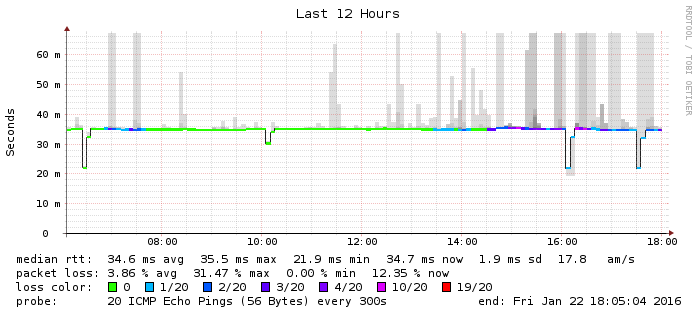 Last 12 Hours
RRDTOOL / TOBI OETIKER
Seconds
60 m
50 m
40 m
30 m
20 m
10 m
0
08:00 10:00 12:00 14:00 16:00 18:00
median rtt: 34.6 ms avg 35.5 ms max 21.9 ms min 34.7 ms now 1.9 ms sd 17.8 am/s
packet loss: 3.86 % avg 31.47 % max 0.00 % min 12.35 % now
loss color: 0 1/20 2/20 3/20 4/20 10/20 19/20
probe: 20 ICMP Echo Pings (56 Bytes) every 300s end: Fri Jan 22 18:05:04 2016